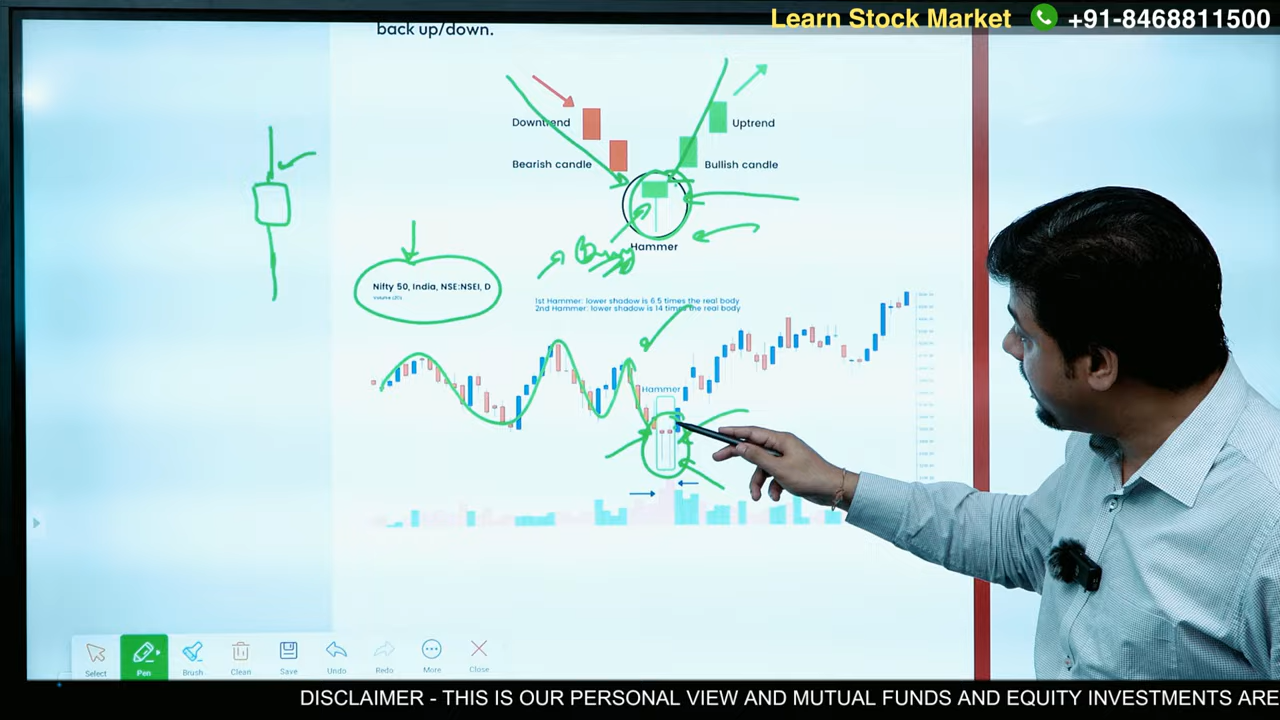 Learn Stock Market +91-8468811500
back up/down.
Downtrend
Uptrend
Bearish candle
Bullish candle
Hammer
Nifty 50, India, NSE:NSEI, D
1st Hammer: lower shadow is 6.5 times the real body
2nd Hammer: lower shadow is 14 times the real body
Hammer
Select Pen Brush Clean Save Undo Redo More Close
DISCLAIMER - THIS IS OUR PERSONAL VIEW AND MUTUAL FUNDS AND EQUITY INVESTMENTS ARE